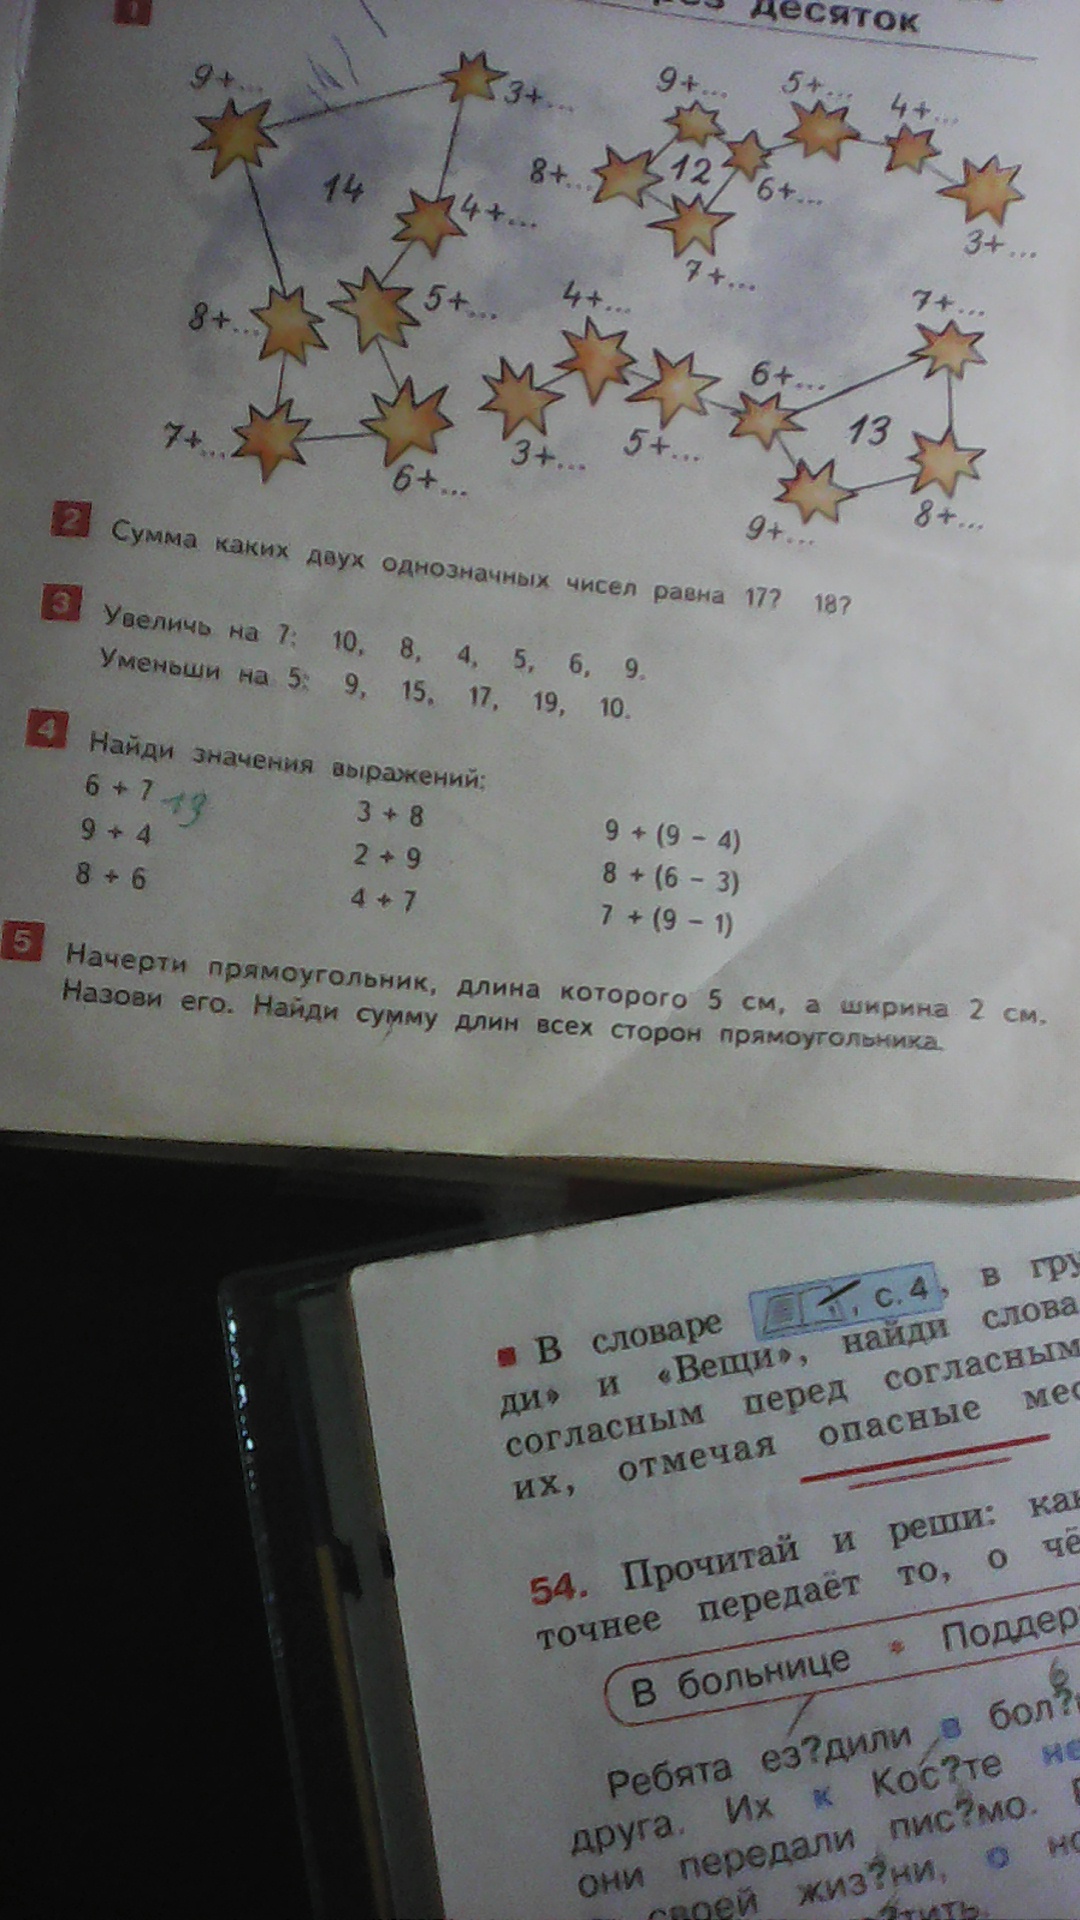 1
десяток
9+...
3+...
14
4+...
8+...
5+...
7+...
6+...
9+...
5+...
4+...
8+...
12
6+...
7+...
3+...
4+...
7+...
6+...
13
3+...
5+...
9+...
8+...
2 Сумма каких двух однозначных чисел равна 17? 18?
3 Увеличь на 7: 10, 8, 4, 5, 6, 9.
Уменьши на 5: 9, 15, 17, 19, 10.
4 Найди значения выражений:
6 + 7 13 3 + 8 9 + (9 − 4)
9 + 4 2 + 9 8 + (6 − 3)
8 + 6 4 + 7 7 + (9 − 1)
5 Начерти прямоугольник, длина которого 5 см, а ширина 2 см.
Назови его. Найди сумму длин всех сторон прямоугольника.
В словаре , с. 4, в гру
ди» и «Вещи», найди слова
согласным перед согласным
их, отмечая опасные мес
54. Прочитай и реши: как
точнее передаёт то, о чё
В больнице • Поддер
Ребята ез?дили в бол?
друга. Их к Кос?те не
они передали пис?мо.
своей жиз?ни, о но
?тить.